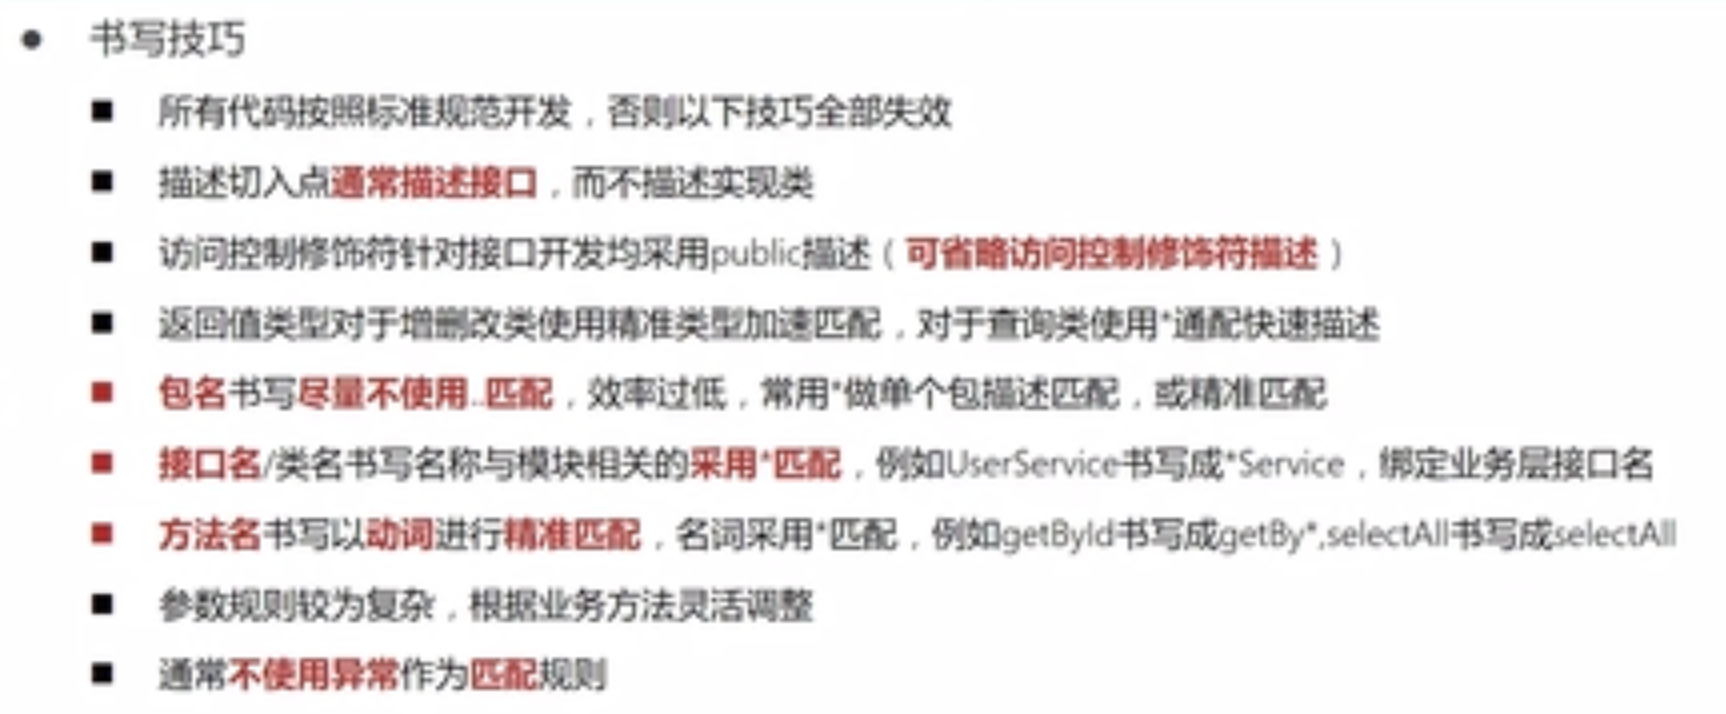 书写技巧
所有代码按照标准规范开发，否则以下技巧全部失效
描述切入点通常描述接口，而不描述实现类
访问控制修饰符针对接口开发均采用public描述（可省略访问控制修饰符描述）
返回值类型对于增删改类使用精准类型加速匹配，对于查询类使用*通配快速描述
包名书写尽量不使用..匹配，效率过低，常用*做单个包描述匹配，或精准匹配
接口名/类名书写名称与模块相关的采用*匹配，例如UserService书写成*Service，绑定业务层接口名
方法名书写以动词进行精准匹配，名词采用*匹配，例如getById书写成getBy*,selectAll书写成selectAll
参数规则较为复杂，根据业务方法灵活调整
通常不使用异常作为匹配规则